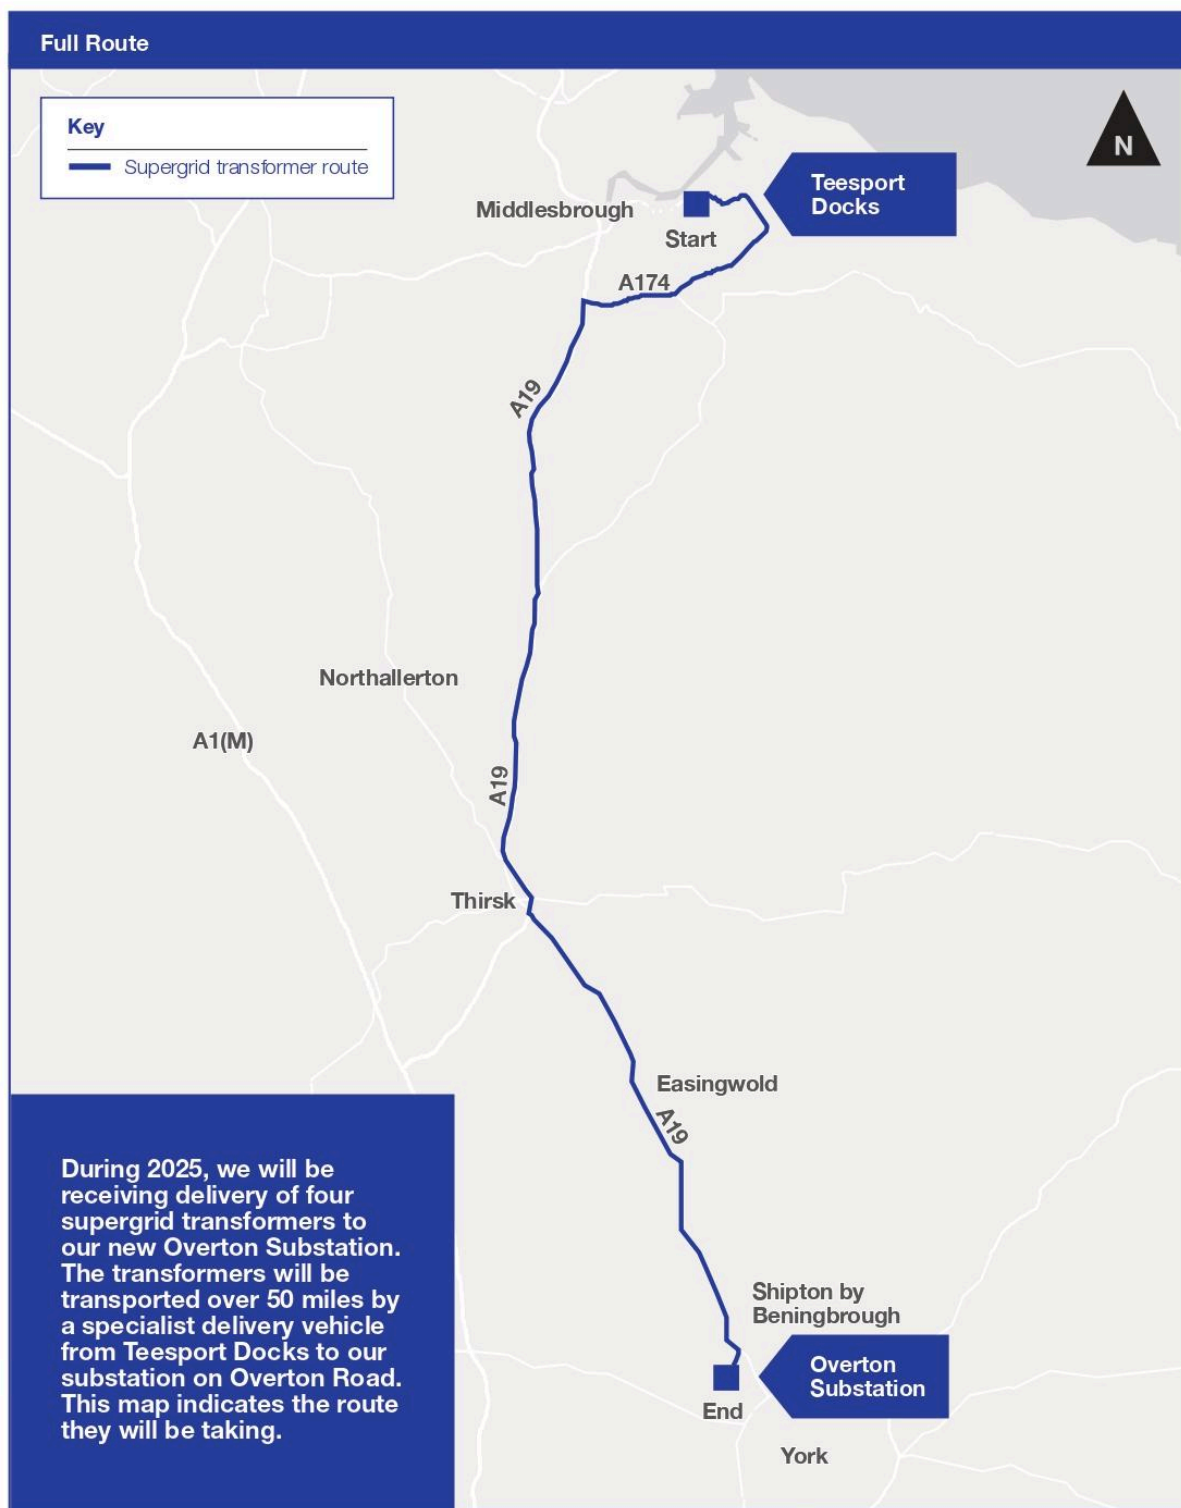 Full Route
Key
Supergrid transformer route
N
Teesport
Docks
Middlesbrough
Start
A174
A19
Northallerton
A1(M)
A19
Thirsk
Easingwold
A19
During 2025, we will be
receiving delivery of four
supergrid transformers to
our new Overton Substation.
The transformers will be
transported over 50 miles by
a specialist delivery vehicle
from Teesport Docks to our
substation on Overton Road.
This map indicates the route
they will be taking.
Shipton by
Beningbrough
Overton
Substation
End
York